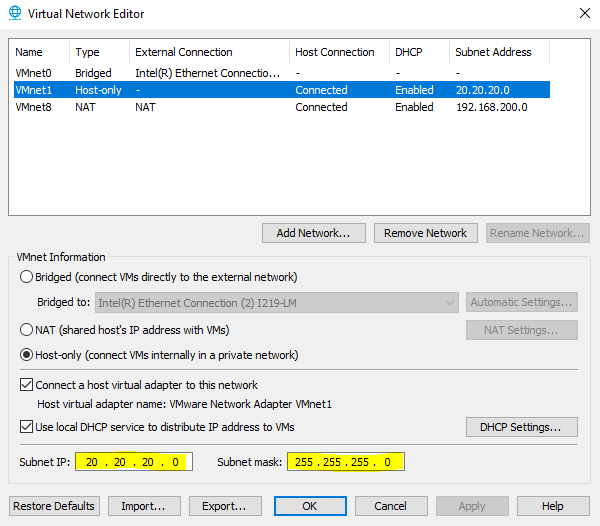 Virtual Network Editor
Name Type External Connection Host Connection DHCP Subnet Address
VMnet0 Bridged Intel(R) Ethernet Connectio... - - -
VMnet1 Host-only - Connected Enabled 20.20.20.0
VMnet8 NAT NAT Connected Enabled 192.168.200.0
Add Network... Remove Network Rename Network...
VMnet Information
Bridged (connect VMs directly to the external network)
Bridged to: Intel(R) Ethernet Connection (2) I219-LM Automatic Settings...
NAT (shared host's IP address with VMs) NAT Settings...
Host-only (connect VMs internally in a private network)
Connect a host virtual adapter to this network
Host virtual adapter name: VMware Network Adapter VMnet1
Use local DHCP service to distribute IP address to VMs DHCP Settings...
Subnet IP: 20 . 20 . 20 . 0 Subnet mask: 255 . 255 . 255 . 0
Restore Defaults Import... Export... OK Cancel Apply Help